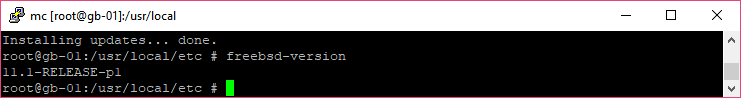 mc [root@gb-01]:/usr/local
Installing updates... done.
root@gb-01:/usr/local/etc # freebsd-version
11.1-RELEASE-p1
root@gb-01:/usr/local/etc #